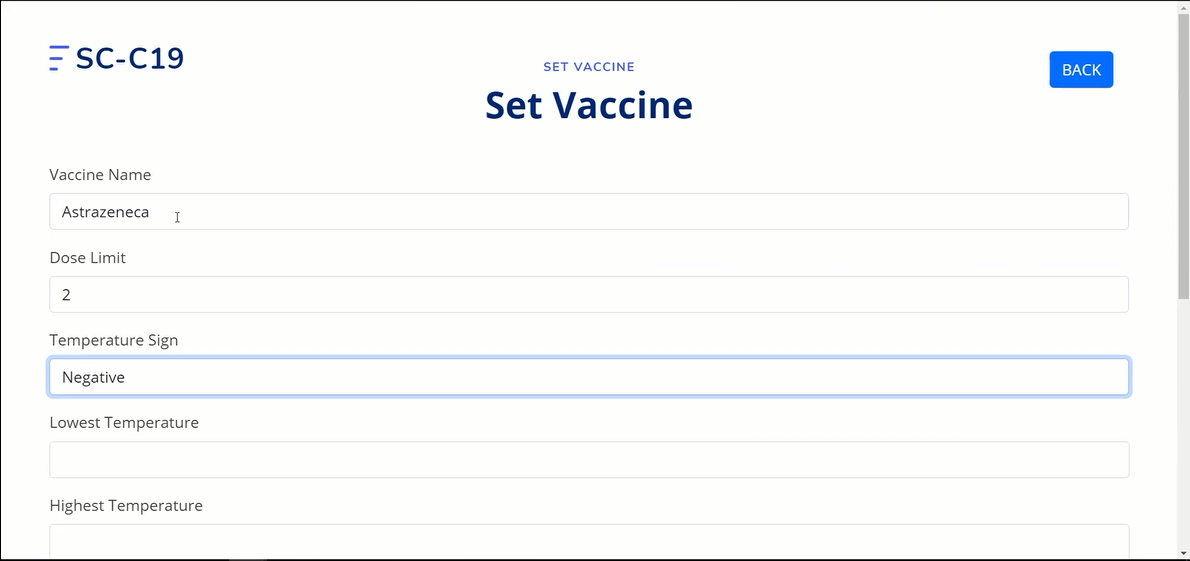 SC-C19
SET VACCINE
BACK
Set Vaccine
Vaccine Name
Astrazeneca
Dose Limit
2
Temperature Sign
Negative
Lowest Temperature
Highest Temperature